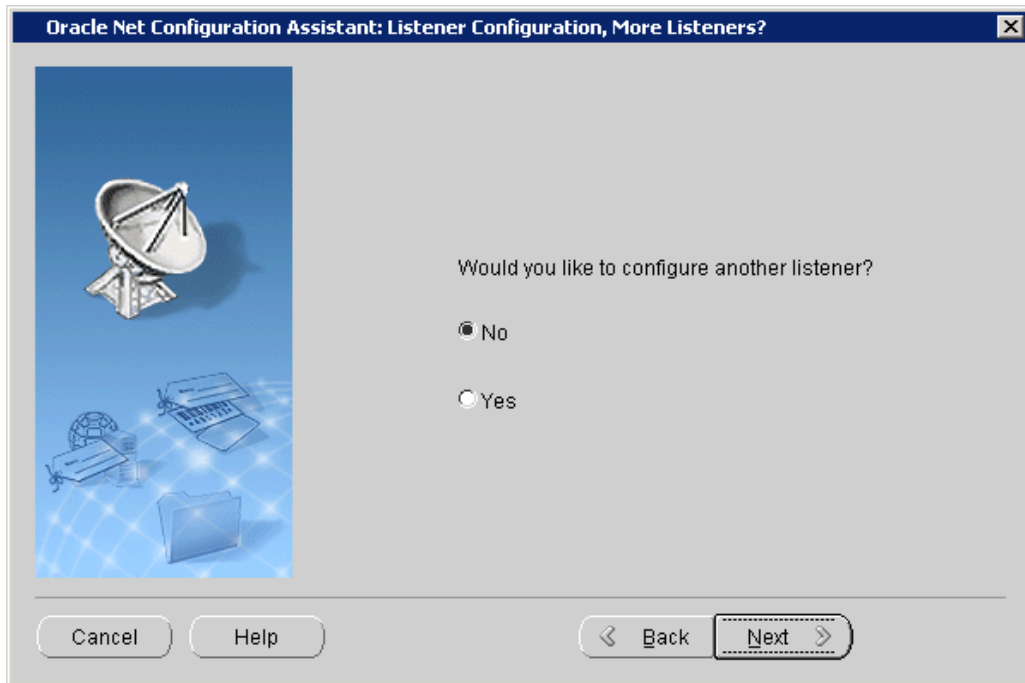 Oracle Net Configuration Assistant: Listener Configuration, More Listeners?
Would you like to configure another listener?
No
Yes
Cancel
Help
Back
Next